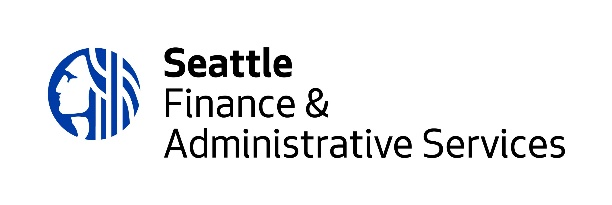 Seattle
Finance &
Administrative Services